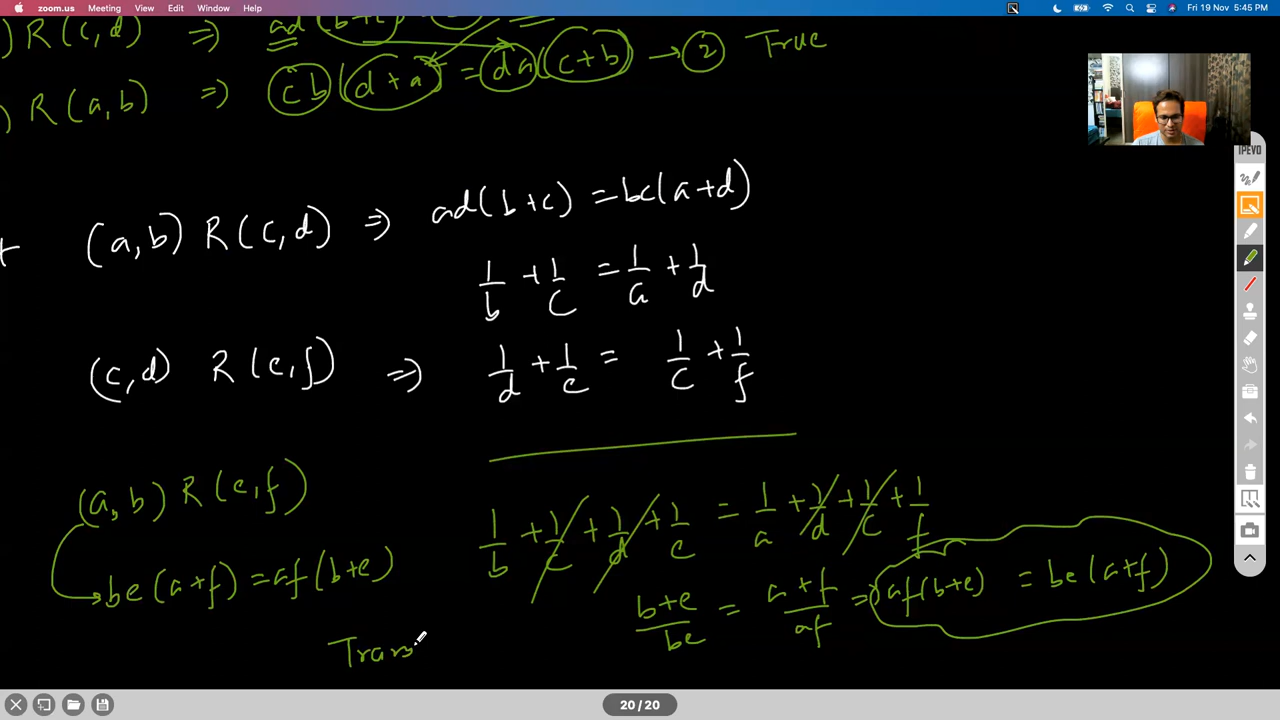 zoom.us Meeting View Edit Window Help Fri 19 Nov 5:45 PM
) R (c,d) ⇒ ad(b+c)
) R (a,b) ⇒ cb(d+a) = da(c+b) → ② True
IPEVO
(a,b) R (c,d) ⇒ ad(b+c) = bc(a+d)
1/b + 1/c = 1/a + 1/d
(c,d) R (e,f) ⇒ 1/d + 1/e = 1/c + 1/f
(a,b) R (e,f)
1/b + 1/c + 1/d + 1/e = 1/a + 1/d + 1/c + 1/f
be(a+f) = af(b+e)
b+e/be = a+f/af ⇒ af(b+e) = be(a+f)
Trans
20 / 20